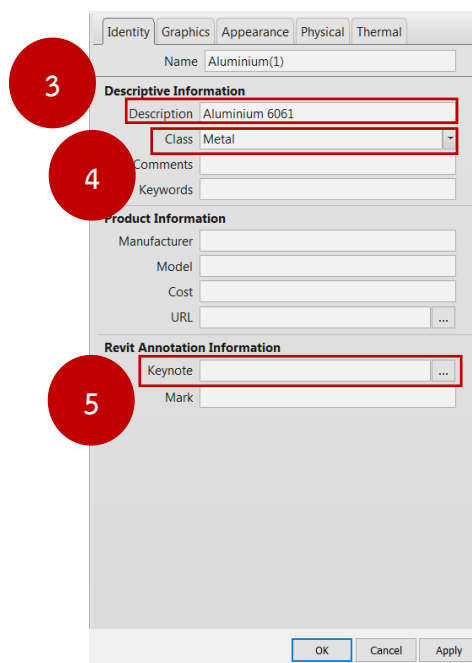 Identity Graphics Appearance Physical Thermal
Name Aluminium(1)
3
Descriptive Information
Description Aluminium 6061
Class Metal
4
Comments
Keywords
Product Information
Manufacturer
Model
Cost
URL ...
Revit Annotation Information
Keynote ...
5
Mark
OK Cancel Apply